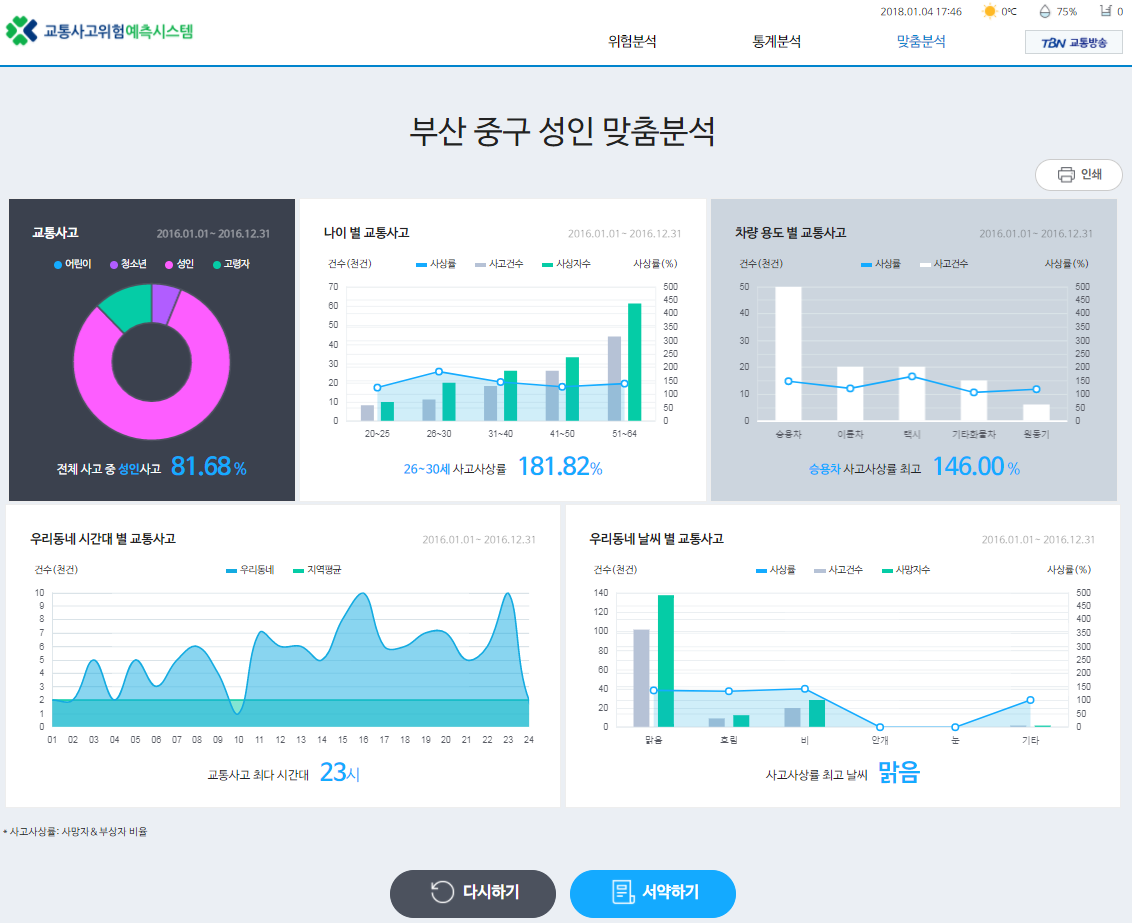 2018.01.04 17:46 0℃ 75% 0
교통사고위험예측시스템
위험분석 통계분석 맞춤분석 TBN 교통방송
부산 중구 성인 맞춤분석
인쇄
교통사고 2016.01.01~ 2016.12.31
어린이 청소년 성인 고령자
전체 사고 중 성인사고 81.68 %
나이 별 교통사고 2016.01.01~ 2016.12.31
건수(천건) 사상률 사고건수 사상자수 사상률(%)
70
60
50
40
30
20
10
0
500
450
400
350
300
250
200
150
100
50
0
20~25 26~30 31~40 41~50 51~64
26~30세 사고사상률 181.82%
차량 용도 별 교통사고 2016.01.01~ 2016.12.31
건수(천건) 사상률 사고건수 사상률(%)
50
40
30
20
10
0
500
450
400
350
300
250
200
150
100
50
0
승용차 이륜차 택시 기타화물차 원동기
승용차 사고사상률 최고 146.00 %
우리동네 시간대 별 교통사고 2016.01.01~ 2016.12.31
건수(천건) 우리동네 지역평균
10
9
8
7
6
5
4
3
2
1
0
01 02 03 04 05 06 07 08 09 10 11 12 13 14 15 16 17 18 19 20 21 22 23 24
교통사고 최다 시간대 23시
우리동네 날씨 별 교통사고 2016.01.01~ 2016.12.31
건수(천건) 사상률 사고건수 사망자수 사상률(%)
140
120
100
80
60
40
20
0
500
450
400
350
300
250
200
150
100
50
0
맑음 흐림 비 안개 눈 기타
사고사상률 최고 날씨 맑음
* 사고사상률: 사망자&부상자 비율
다시하기 서약하기